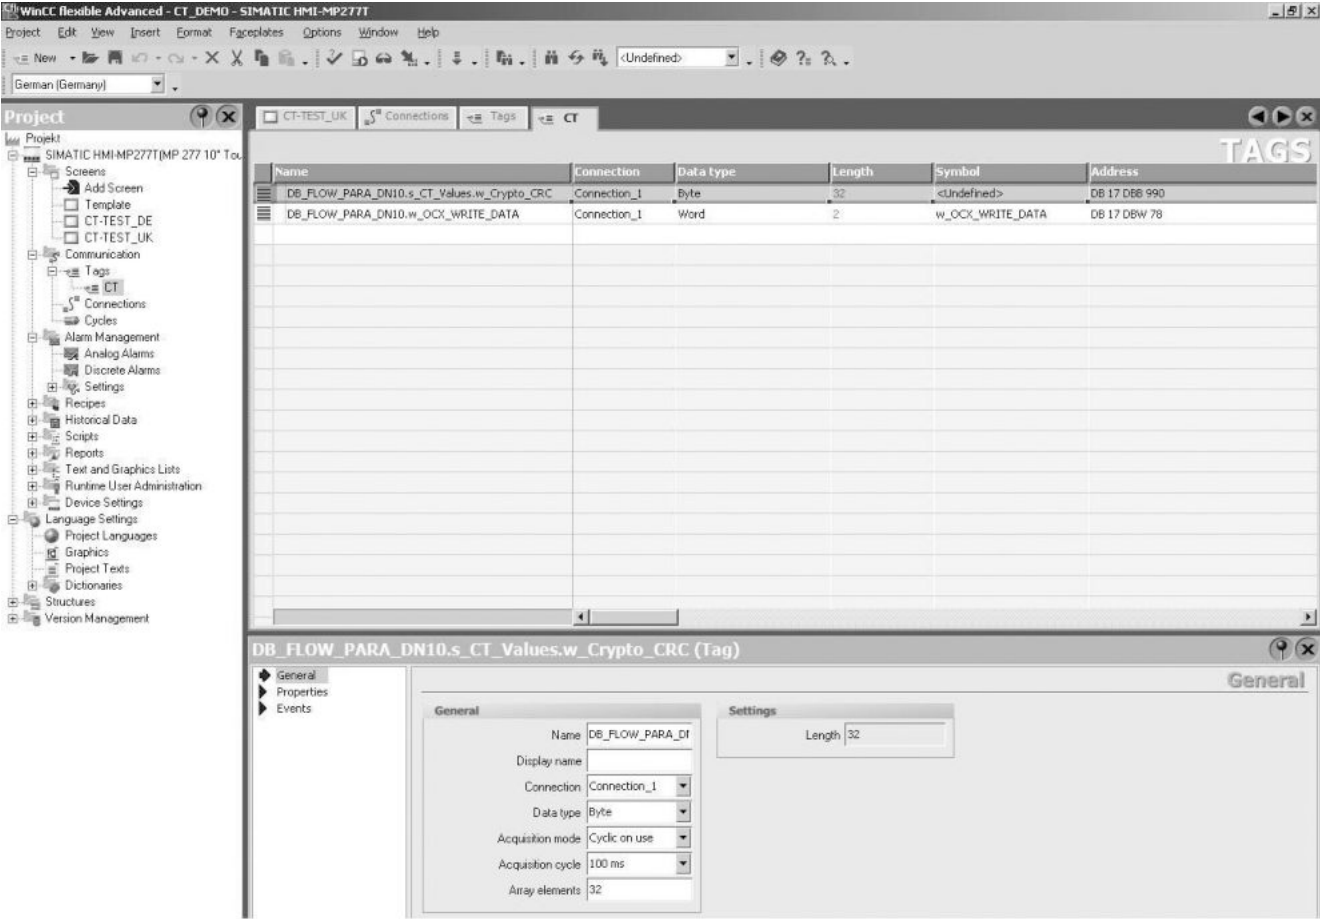 WinCC flexible Advanced - CT_DEMO - SIMATIC HMI-MP277T
Project Edit View Insert Format Faceplates Options Window Help
New <Undefined>
German (Germany)
Project
CT-TEST_UK Connections Tags CT
TAGS
Projekt
SIMATIC HMI-MP277T(MP 277 10" Tou
Screens
Add Screen
Template
CT-TEST_DE
CT-TEST_UK
Communication
Tags
CT
Connections
Cycles
Alarm Management
Analog Alarms
Discrete Alarms
Settings
Recipes
Historical Data
Scripts
Reports
Text and Graphics Lists
Runtime User Administration
Device Settings
Language Settings
Project Languages
Graphics
Project Texts
Dictionaries
Structures
Version Management
Name Connection Data type Length Symbol Address
DB_FLOW_PARA_DN10.s_CT_Values.w_Crypto_CRC Connection_1 Byte 32 <Undefined> DB 17 DBB 990
DB_FLOW_PARA_DN10.w_OCX_WRITE_DATA Connection_1 Word 2 w_OCX_WRITE_DATA DB 17 DBW 78
DB_FLOW_PARA_DN10.s_CT_Values.w_Crypto_CRC (Tag)
General
Properties
Events
General
General
Name DB_FLOW_PARA_DI
Display name
Connection Connection_1
Data type Byte
Acquisition mode Cyclic on use
Acquisition cycle 100 ms
Array elements 32
Settings
Length 32